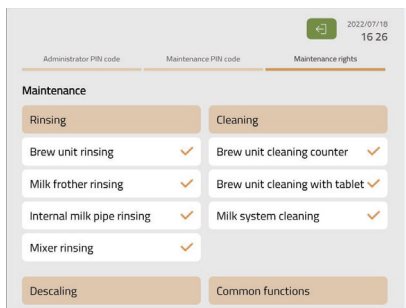 2022/07/18
16 26
Administrator PIN code
Maintenance PIN code
Maintenance rights
Maintenance
Rinsing
Cleaning
Brew unit rinsing
Brew unit cleaning counter
Milk frother rinsing
Brew unit cleaning with tablet
Internal milk pipe rinsing
Milk system cleaning
Mixer rinsing
Descaling
Common functions